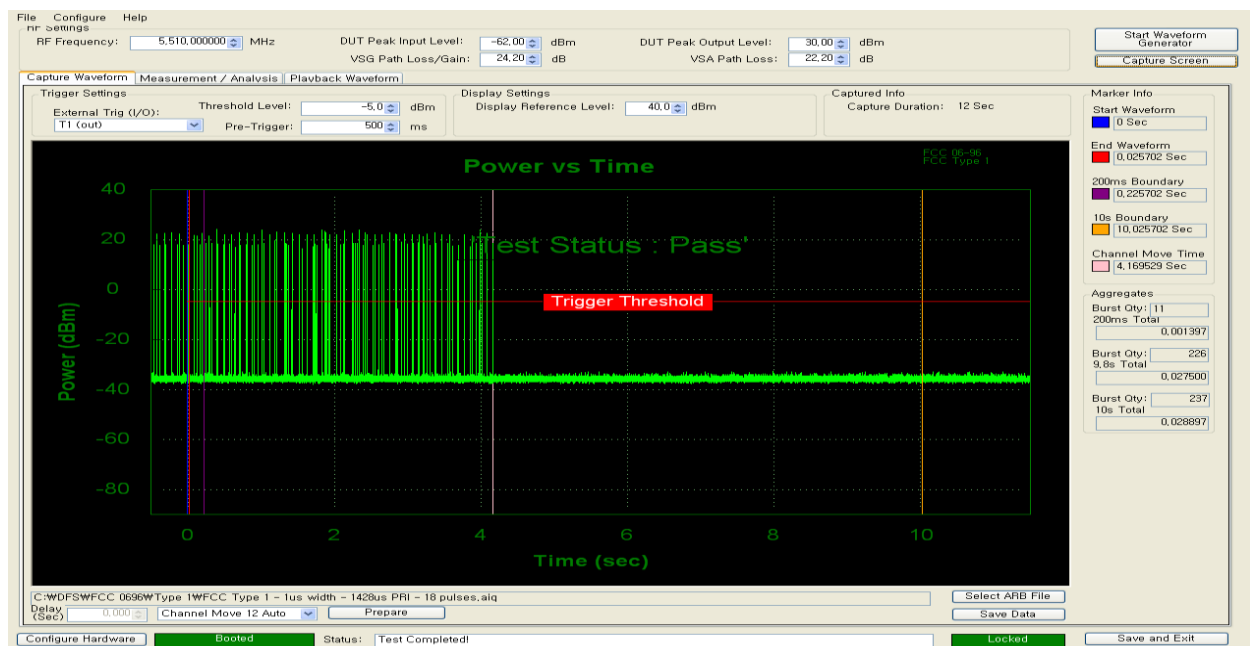 File Configure Help
RF Settings
RF Frequency: 5,510,000000 MHz DUT Peak Input Level: -62,00 dBm DUT Peak Output Level: 30,00 dBm
VSG Path Loss/Gain: 24,20 dB VSA Path Loss: 22,20 dB
Start Waveform Generator
Capture Screen
Capture Waveform Measurement / Analysis Playback Waveform
Trigger Settings
External Trig (I/O):
T1 (out)
Threshold Level: -5,0 dBm
Pre-Trigger: 500 ms
Display Settings
Display Reference Level: 40,0 dBm
Captured Info
Capture Duration: 12 Sec
Marker Info
Start Waveform
0 Sec
End Waveform
0,025702 Sec
200ms Boundary
0,225702 Sec
10s Boundary
10,025702 Sec
Channel Move Time
4,169529 Sec
Aggregates
Burst Qty: 11
200ms Total
0,001397
Burst Qty: 226
9,8s Total
0,027500
Burst Qty: 237
10s Total
0,028897
Power vs Time
FCC 06-96
FCC Type 1
Test Status : Pass'
Trigger Threshold
Power (dBm)
40
20
0
-20
-40
-60
-80
0 2 4 6 8 10
Time (sec)
C:₩DFS₩FCC 0696₩Type 1₩FCC Type 1 - 1us width - 1428us PRI - 18 pulses.aiq
Select ARB File
Delay (Sec) 0,000 Channel Move 12 Auto Prepare
Save Data
Configure Hardware Booted Status: Test Completed! Locked Save and Exit